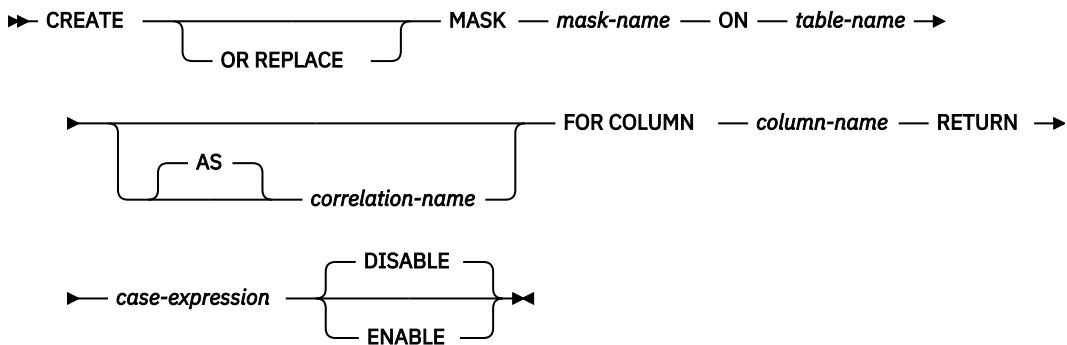 CREATE MASK mask-name ON table-name
OR REPLACE
FOR COLUMN column-name RETURN
AS
correlation-name
DISABLE
case-expression
ENABLE